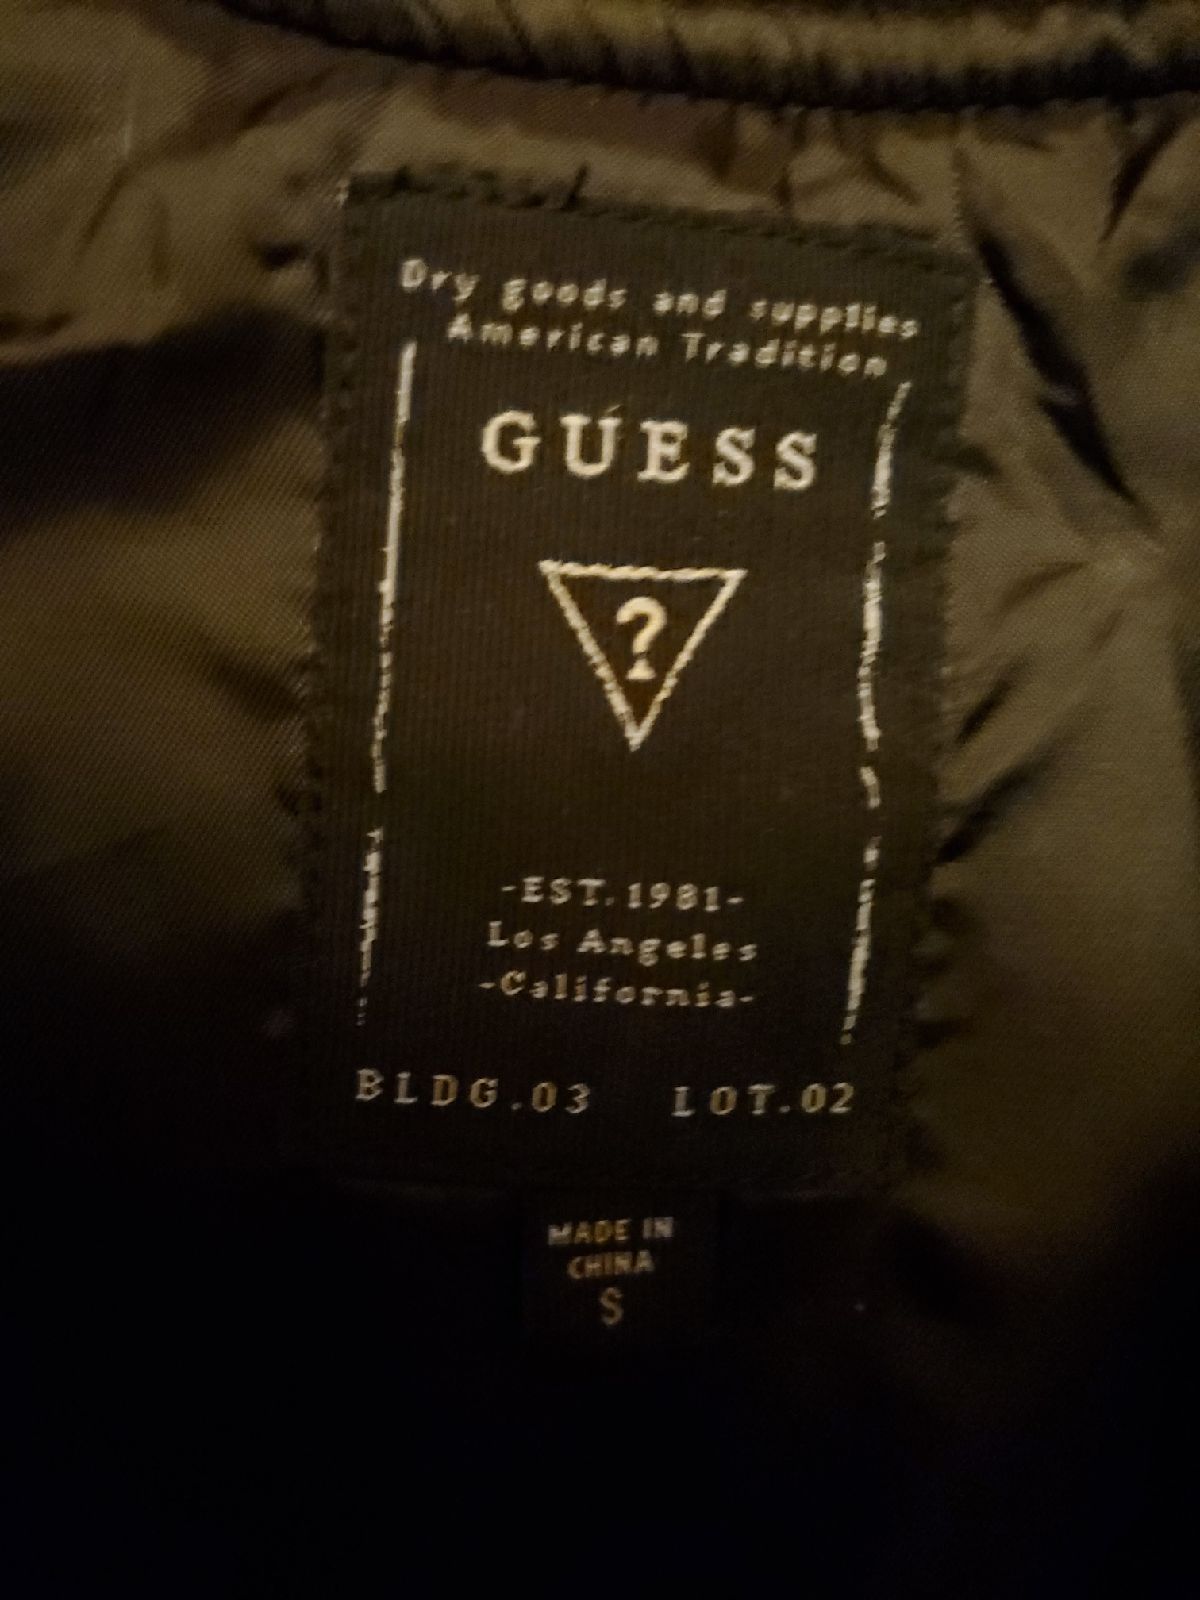 Dry goods and supplies
American Tradition
GUESS
?
-EST.1981-
Los Angeles
-California-
BLDG.03 LOT.02
MADE IN
CHINA
S